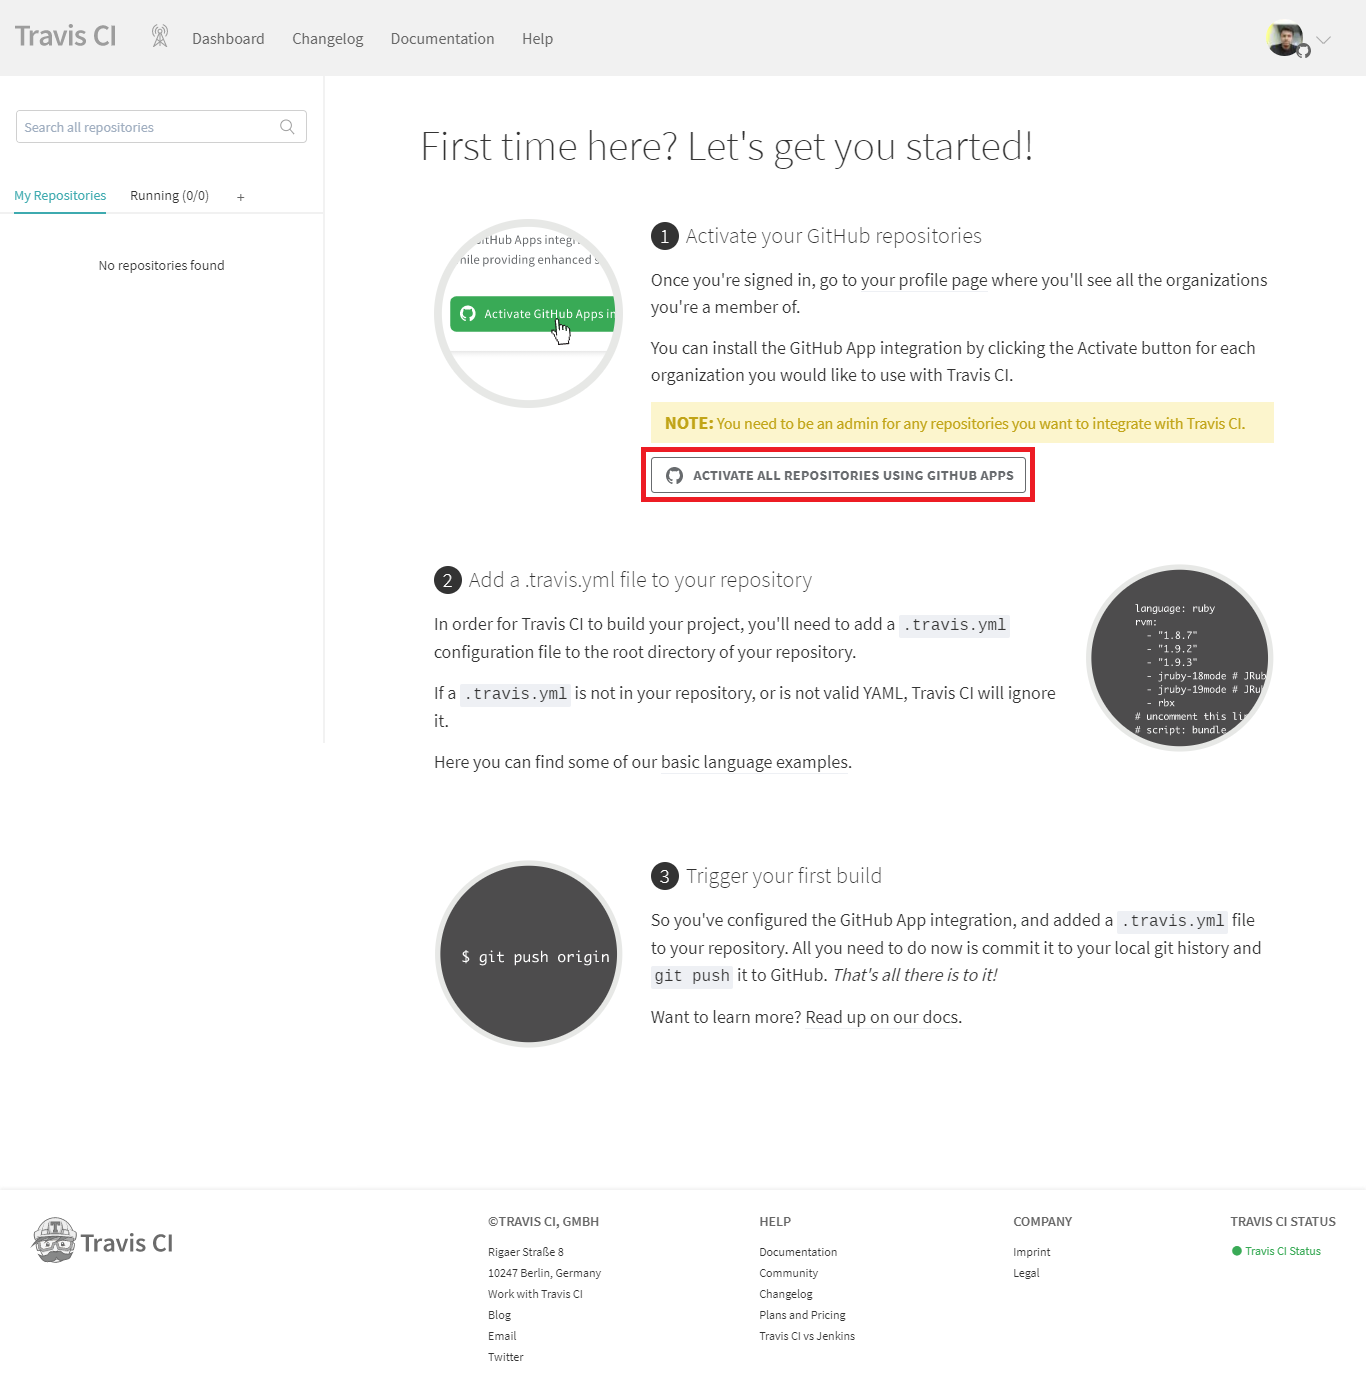 Travis CI
Dashboard
Changelog
Documentation
Help
Search all repositories
My Repositories
Running (0/0)
+
No repositories found
First time here? Let's get you started!
GitHub Apps integr
while providing enhanced s
Activate GitHub Apps in
1 Activate your GitHub repositories
Once you're signed in, go to your profile page where you'll see all the organizations
you're a member of.
You can install the GitHub App integration by clicking the Activate button for each
organization you would like to use with Travis CI.
NOTE: You need to be an admin for any repositories you want to integrate with Travis CI.
ACTIVATE ALL REPOSITORIES USING GITHUB APPS
2 Add a .travis.yml file to your repository
In order for Travis CI to build your project, you'll need to add a .travis.yml
configuration file to the root directory of your repository.
If a .travis.yml is not in your repository, or is not valid YAML, Travis CI will ignore
it.
Here you can find some of our basic language examples.
language: ruby
rvm:
- "1.8.7"
- "1.9.2"
- "1.9.3"
- jruby-18mode # JRub
- jruby-19mode # JRub
- rbx
# uncomment this lin
# script: bundle
$ git push origin
3 Trigger your first build
So you've configured the GitHub App integration, and added a .travis.yml file
to your repository. All you need to do now is commit it to your local git history and
git push it to GitHub. That's all there is to it!
Want to learn more? Read up on our docs.
Travis CI
©TRAVIS CI, GMBH
Rigaer Straße 8
10247 Berlin, Germany
Work with Travis CI
Blog
Email
Twitter
HELP
Documentation
Community
Changelog
Plans and Pricing
Travis CI vs Jenkins
COMPANY
Imprint
Legal
TRAVIS CI STATUS
Travis CI Status